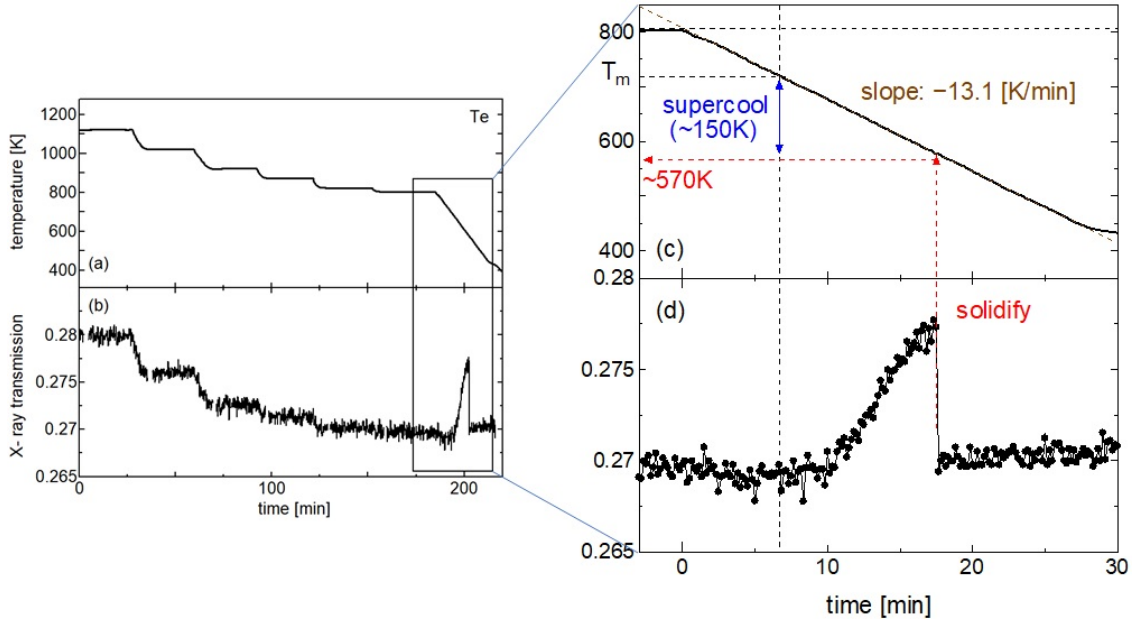 Te
1200
1000
800
600
400
temperature [K]
(a)
(b)
0.28
0.275
0.27
0.265
X- ray transmission
0
100
200
time [min]
800
Tm
600
400
slope: −13.1 [K/min]
supercool
(~150K)
~570K
(c)
0.28
(d)
solidify
0.275
0.27
0.265
0
10
20
30
time [min]